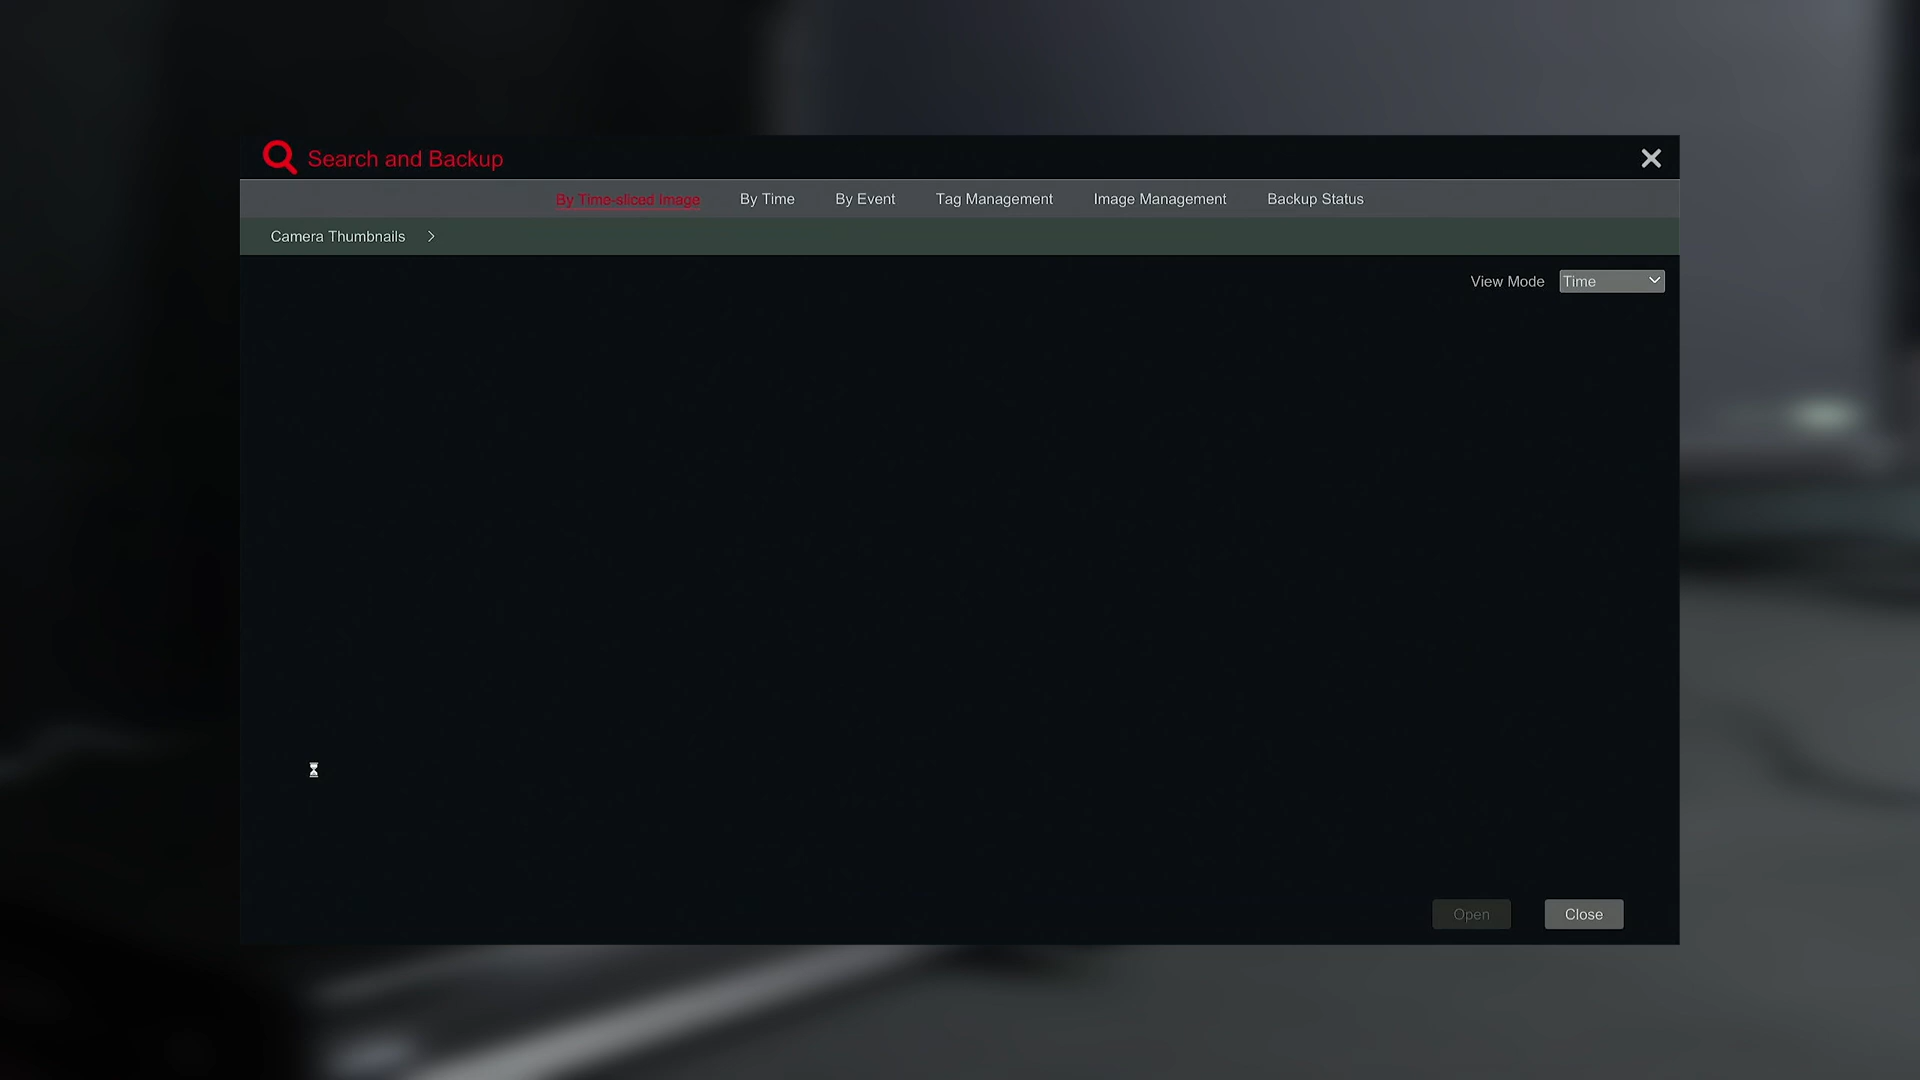 Search and Backup
By Time-sliced Image By Time By Event Tag Management Image Management Backup Status
Camera Thumbnails
View Mode Time
Open Close